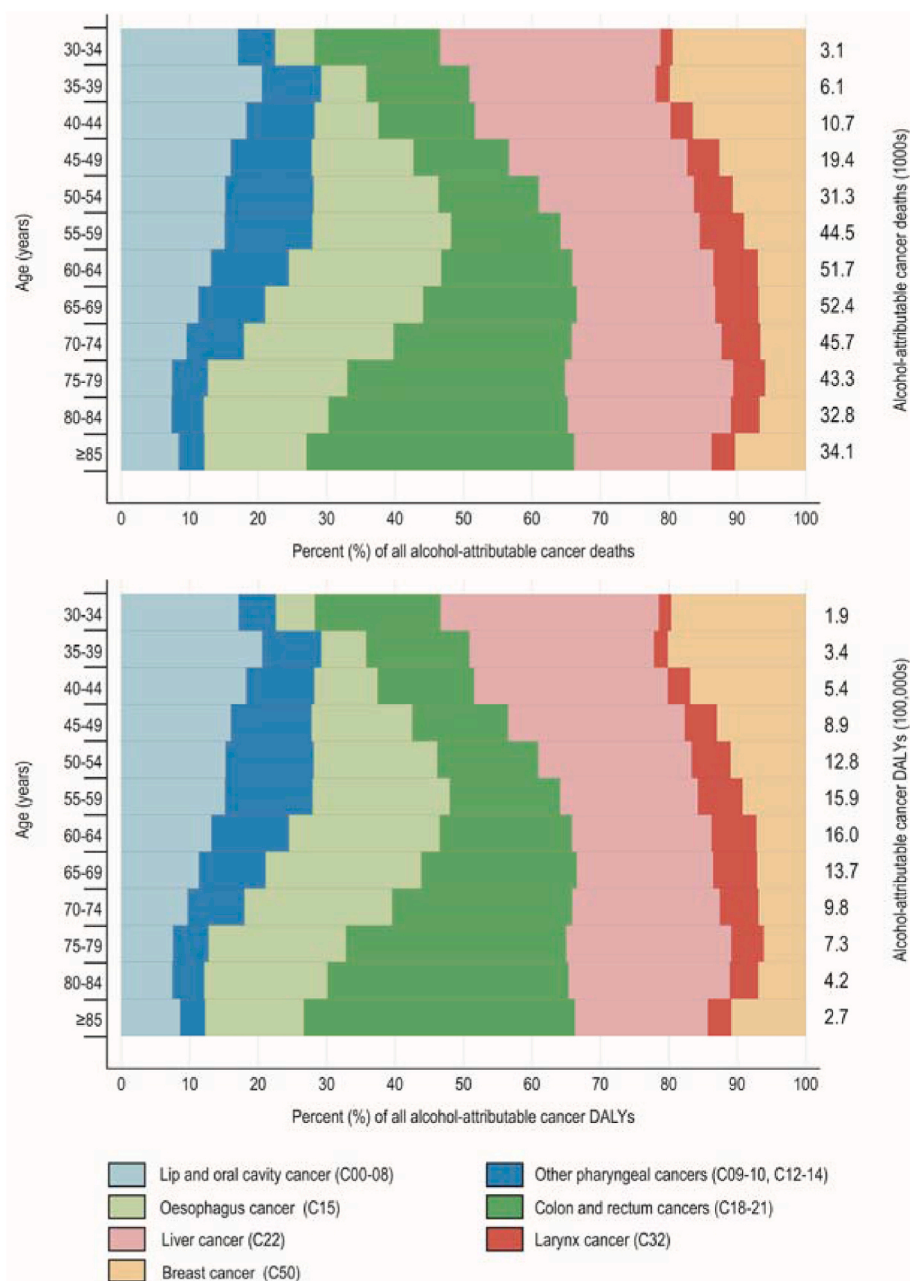 Age (years)
30-34 3.1
35-39 6.1
40-44 10.7
45-49 19.4
50-54 31.3
55-59 44.5
60-64 51.7
65-69 52.4
70-74 45.7
75-79 43.3
80-84 32.8
≥85 34.1
Alcohol-attributable cancer deaths (1000s)
0 10 20 30 40 50 60 70 80 90 100
Percent (%) of all alcohol-attributable cancer deaths
Age (years)
30-34 1.9
35-39 3.4
40-44 5.4
45-49 8.9
50-54 12.8
55-59 15.9
60-64 16.0
65-69 13.7
70-74 9.8
75-79 7.3
80-84 4.2
≥85 2.7
Alcohol-attributable cancer DALYs (100,000s)
0 10 20 30 40 50 60 70 80 90 100
Percent (%) of all alcohol-attributable cancer DALYs
Lip and oral cavity cancer (C00-08)
Other pharyngeal cancers (C09-10, C12-14)
Oesophagus cancer (C15)
Colon and rectum cancers (C18-21)
Liver cancer (C22)
Larynx cancer (C32)
Breast cancer (C50)